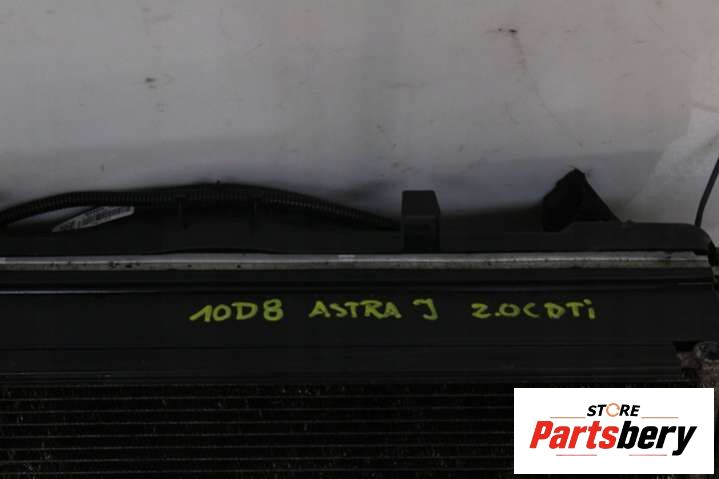 10D8 ASTRA J 2.0CDTi
STORE
Partsbery